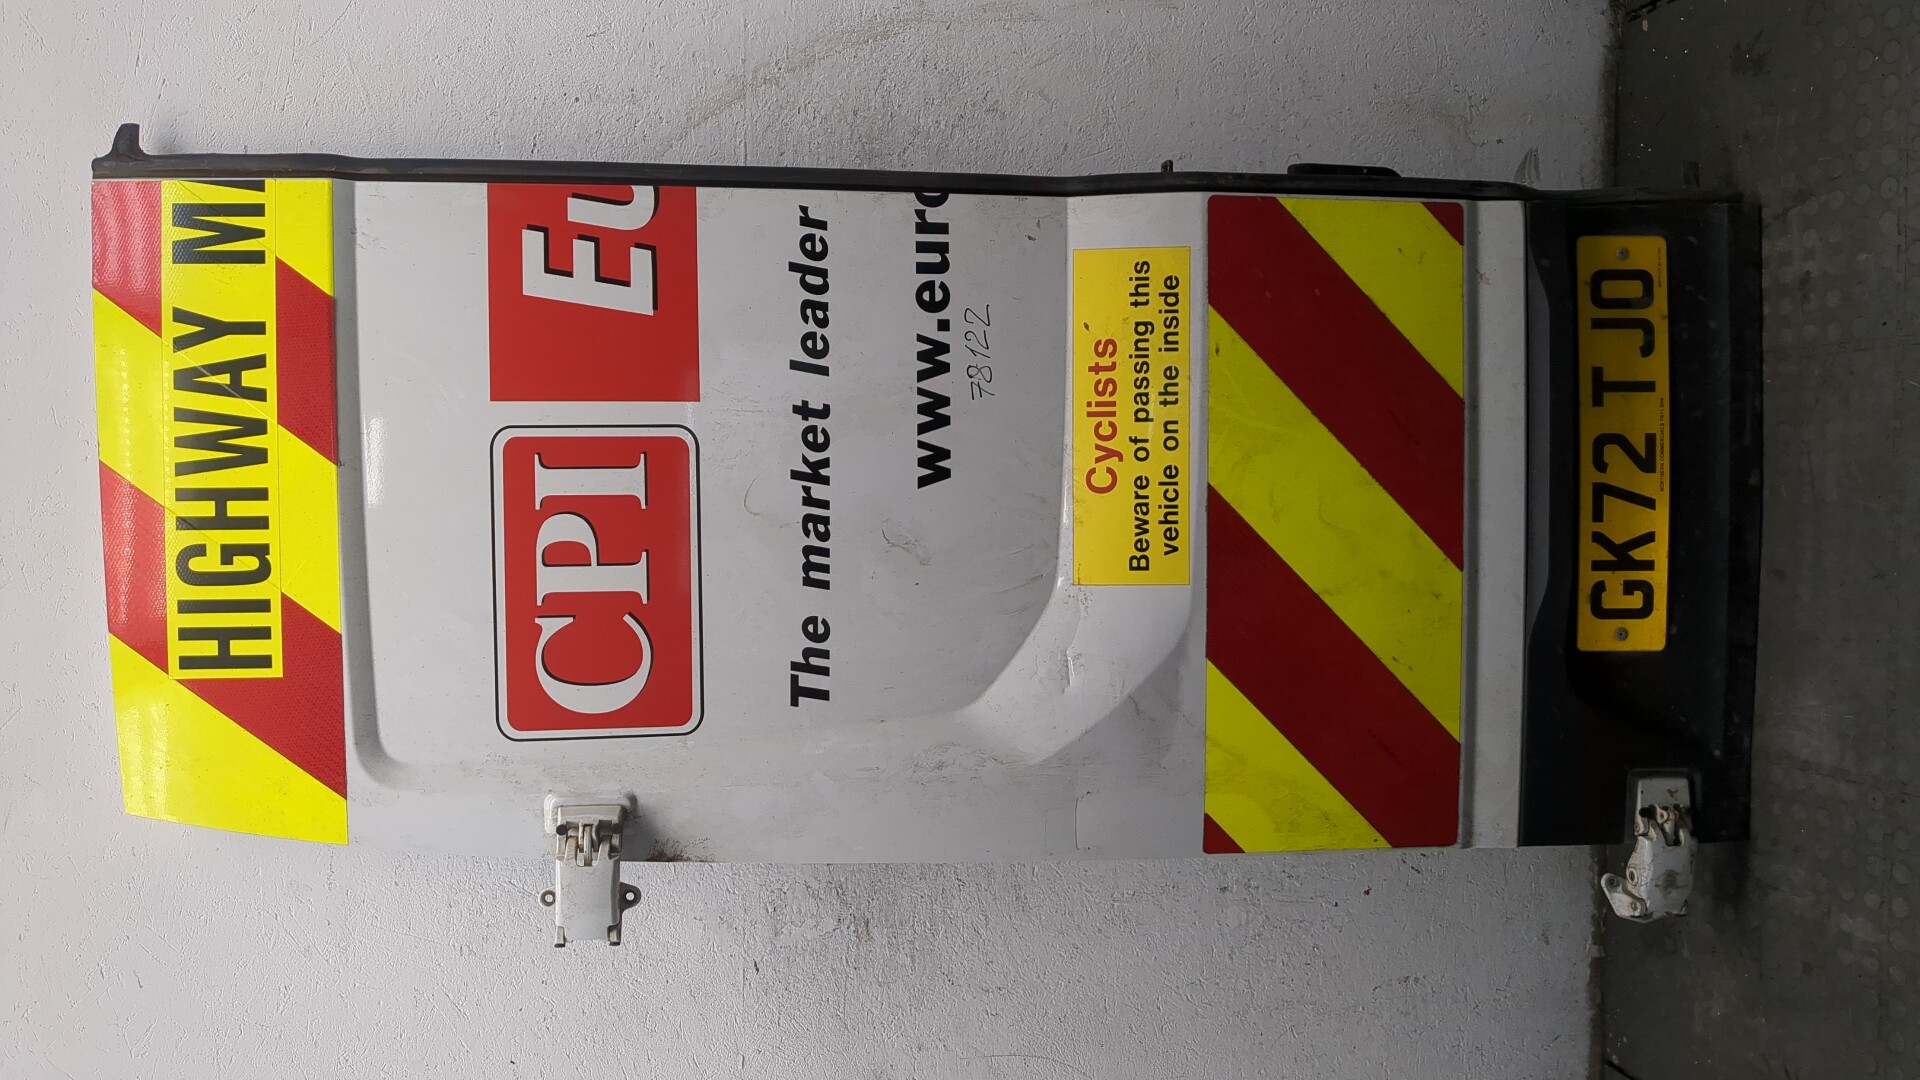 HIGHWAY M
CPI Eu
The market leader
www.euro
78122
Cyclists
Beware of passing this
vehicle on the inside
GK72 TJO